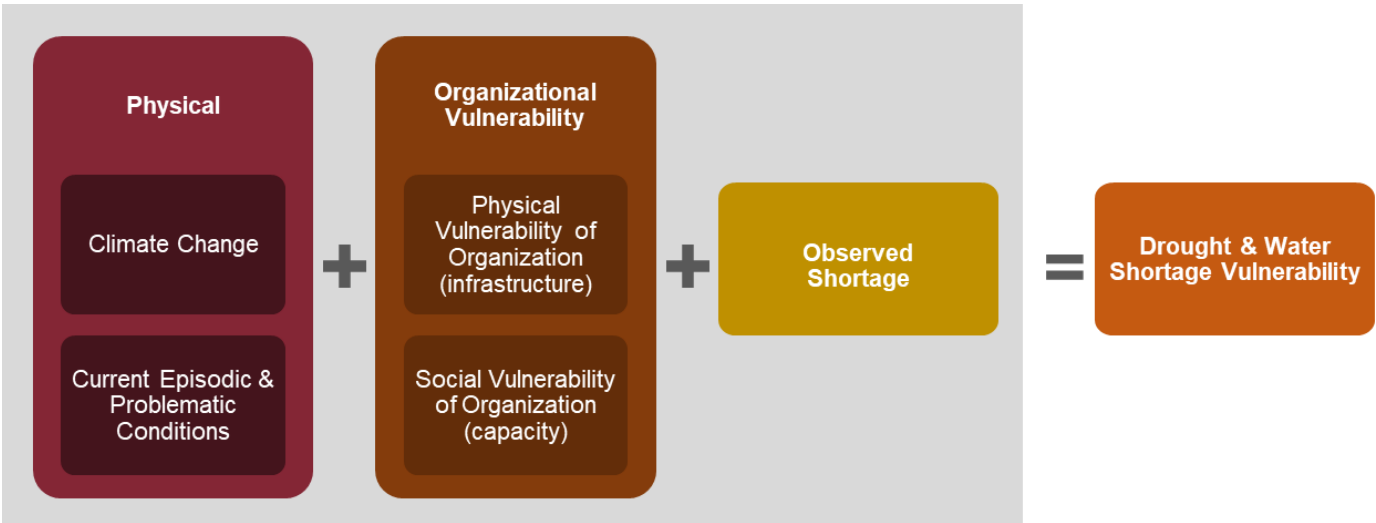 Physical
Climate Change
Current Episodic &
Problematic
Conditions
+
Organizational
Vulnerability
Physical
Vulnerability of
Organization
(infrastructure)
Social Vulnerability
of Organization
(capacity)
+
Observed
Shortage
=
Drought & Water
Shortage Vulnerability